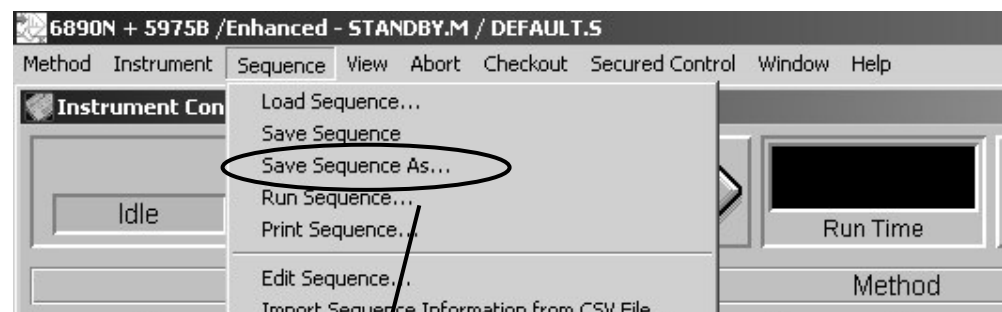 6890N + 5975B /Enhanced - STANDBY.M / DEFAULT.S
Method Instrument Sequence View Abort Checkout Secured Control Window Help
Instrument Con
Load Sequence...
Save Sequence
Save Sequence As...
Run Sequence...
Print Sequence...
Idle
Run Time
Edit Sequence...
Import Sequence Information from CSV File
Method